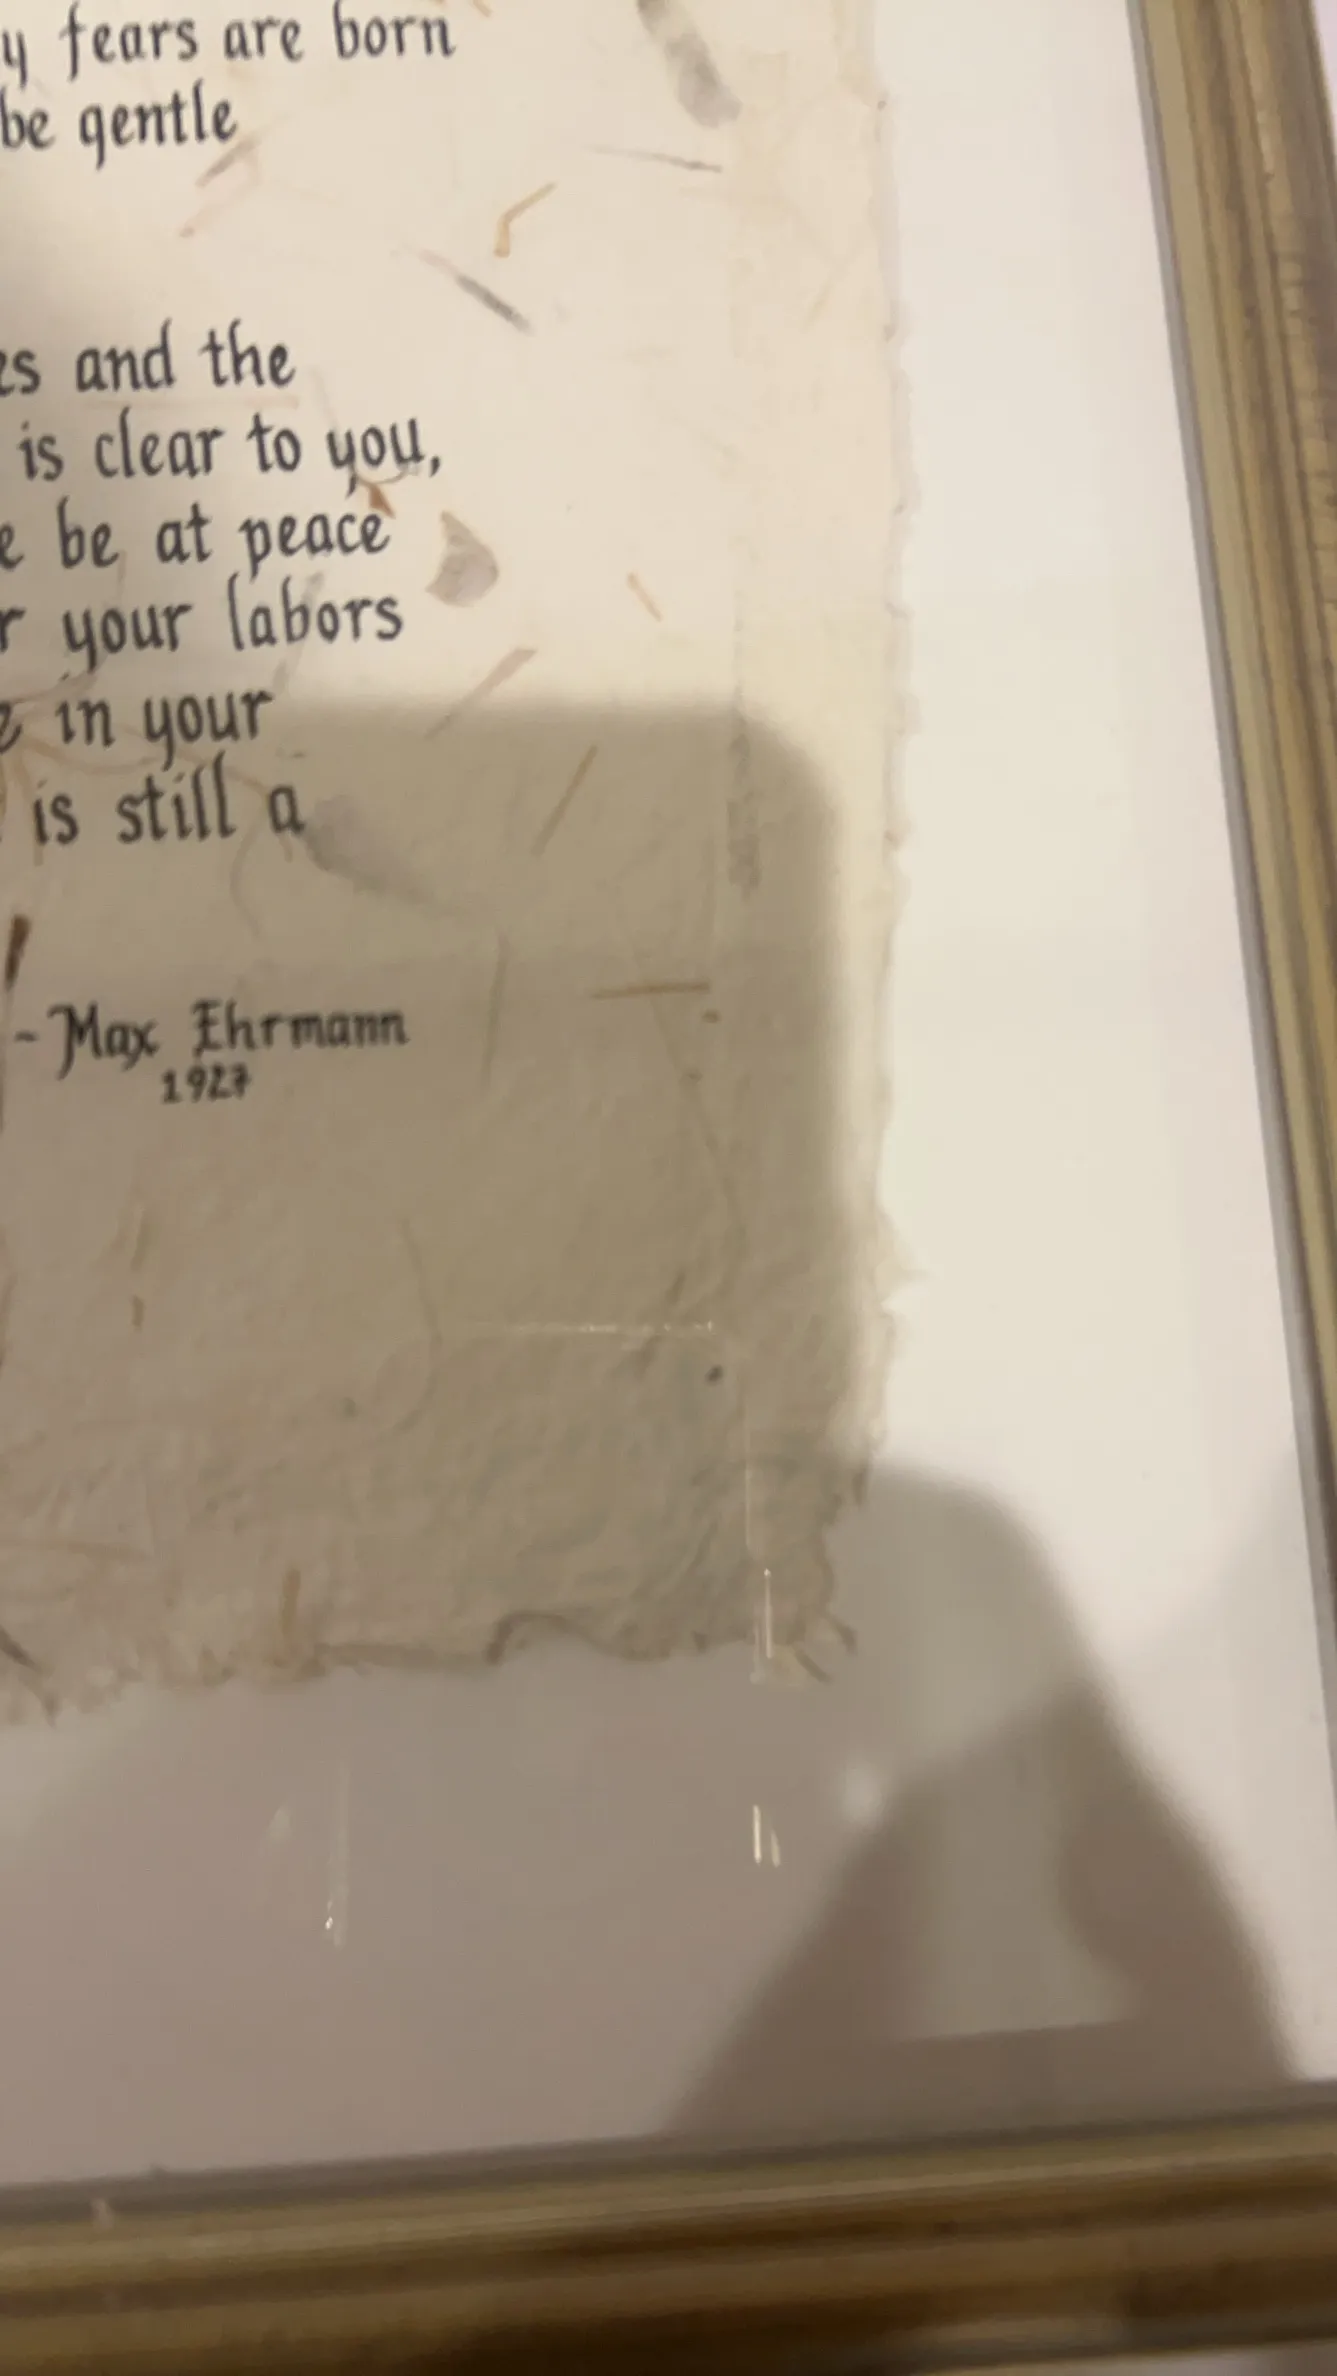 y fears are born
be gentle
es and the
is clear to you,
e be at peace
r your labors
e in your
is still a
~ Max Ehrmann
1927